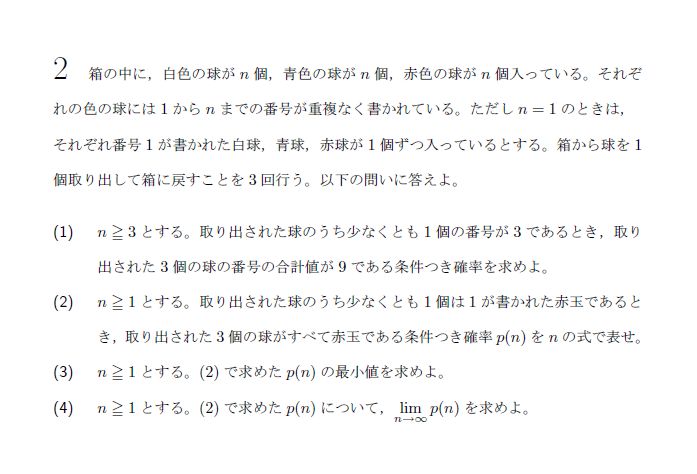 2 箱の中に，白色の球が n 個，青色の球が n 個，赤色の球が n 個入っている。それぞ
れの色の球には 1 から n までの番号が重複なく書かれている。ただし n = 1 のときは，
それぞれ番号 1 が書かれた白球，青球，赤球が 1 個ずつ入っているとする。箱から球を 1
個取り出して箱に戻すことを 3 回行う。以下の問いに答えよ。
(1) n ≧ 3 とする。取り出された球のうち少なくとも 1 個の番号が 3 であるとき，取り
出された 3 個の球の番号の合計値が 9 である条件つき確率を求めよ。
(2) n ≧ 1 とする。取り出された球のうち少なくとも 1 個は 1 が書かれた赤玉であると
き，取り出された 3 個の球がすべて赤玉である条件つき確率 p(n) を n の式で表せ。
(3) n ≧ 1 とする。(2) で求めた p(n) の最小値を求めよ。
(4) n ≧ 1 とする。(2) で求めた p(n) について，lim n→∞ p(n) を求めよ。